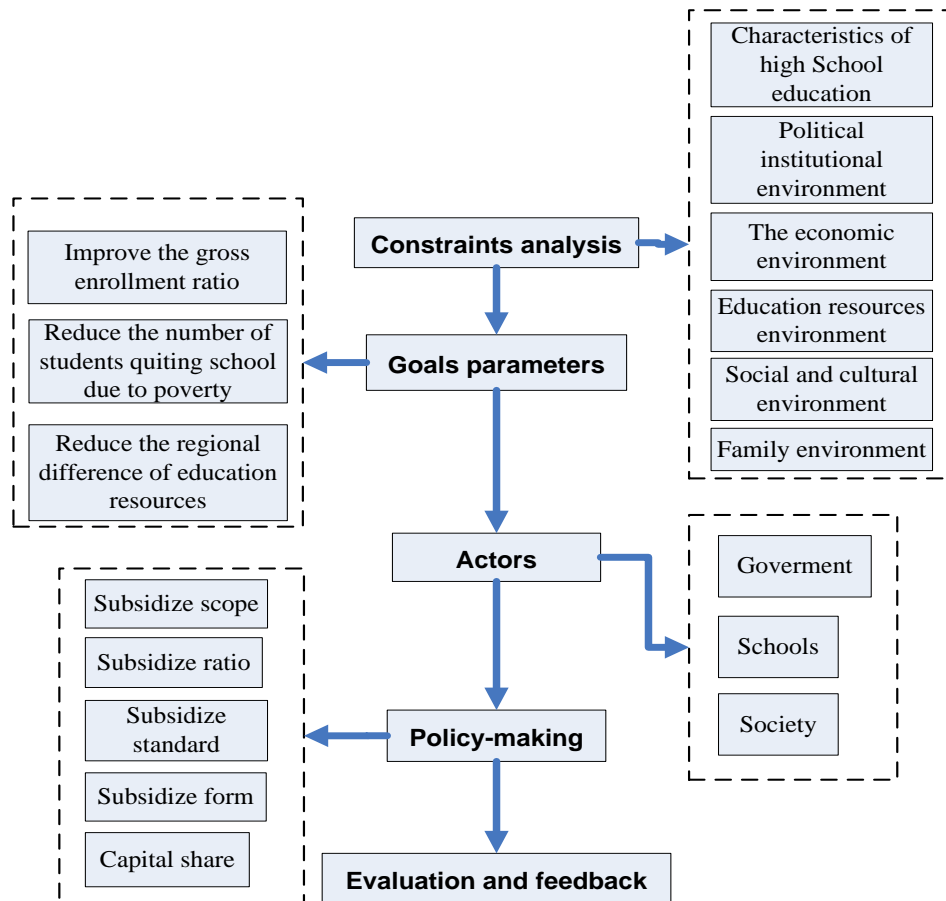 Characteristics of
high School
education
Political
institutional
environment
The economic
environment
Education resources
environment
Social and cultural
environment
Family environment
Constraints analysis
Improve the gross
enrollment ratio
Reduce the number of
students quiting school
due to poverty
Reduce the regional
difference of education
resources
Goals parameters
Actors
Goverment
Schools
Society
Subsidize scope
Subsidize ratio
Subsidize
standard
Subsidize form
Capital share
Policy-making
Evaluation and feedback